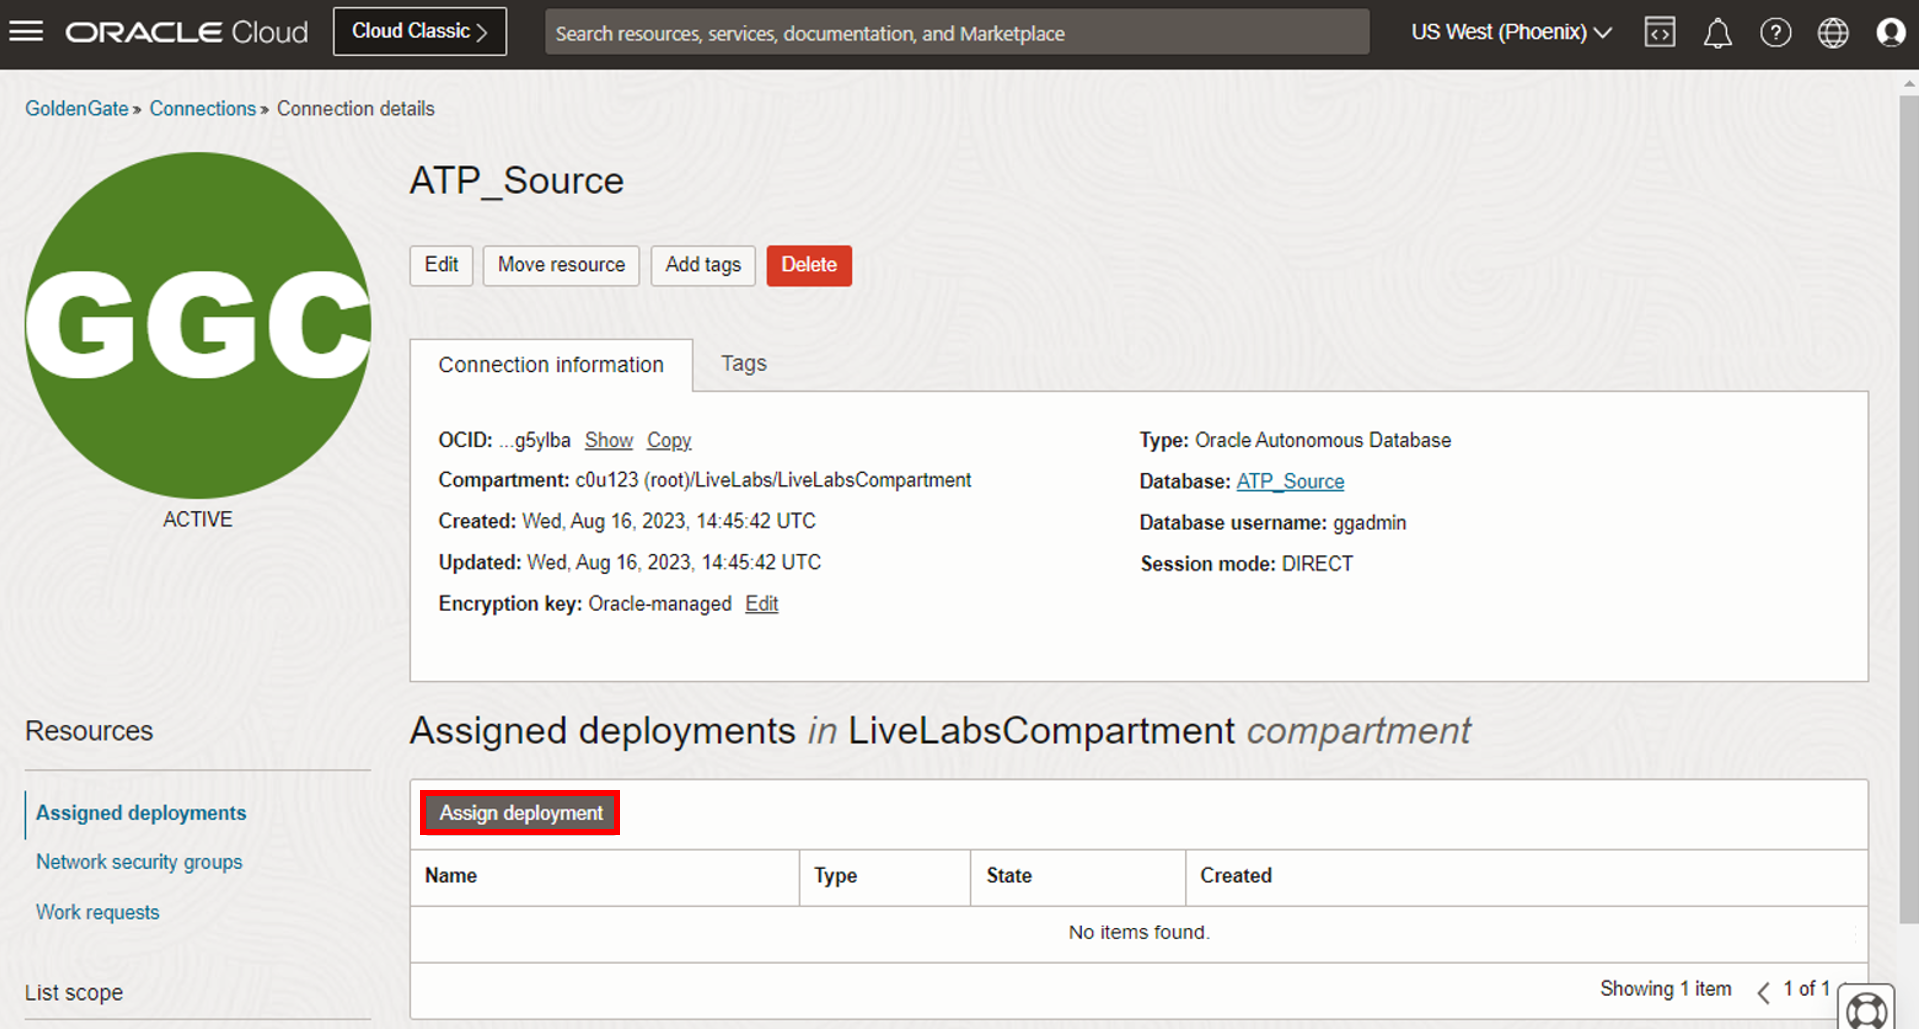 ORACLE Cloud
Cloud Classic
Search resources, services, documentation, and Marketplace
US West (Phoenix)
GoldenGate » Connections » Connection details
GGC
ACTIVE
ATP_Source
Edit
Move resource
Add tags
Delete
Connection information
Tags
OCID: ...g5ylba Show Copy
Compartment: c0u123 (root)/LiveLabs/LiveLabsCompartment
Created: Wed, Aug 16, 2023, 14:45:42 UTC
Updated: Wed, Aug 16, 2023, 14:45:42 UTC
Encryption key: Oracle-managed Edit
Type: Oracle Autonomous Database
Database: ATP_Source
Database username: ggadmin
Session mode: DIRECT
Resources
Assigned deployments
Network security groups
Work requests
List scope
Assigned deployments in LiveLabsCompartment compartment
Assign deployment
Name Type State Created
No items found.
Showing 1 item < 1 of 1